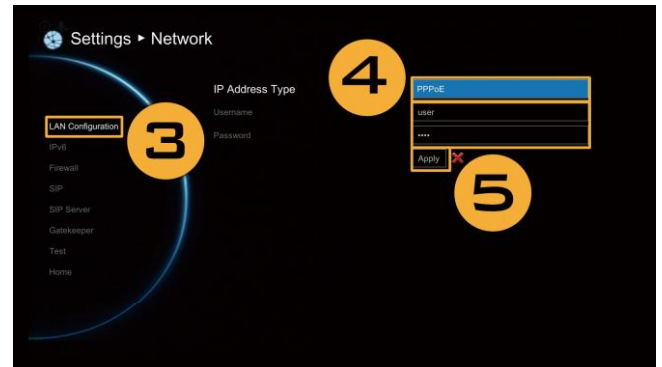 Settings ▸ Network
4
IP Address Type
PPPoE
Username
user
LAN Configuration
3
Password
····
IPv6
Apply
Firewall
5
SIP
SIP Server
Gatekeeper
Test
Home